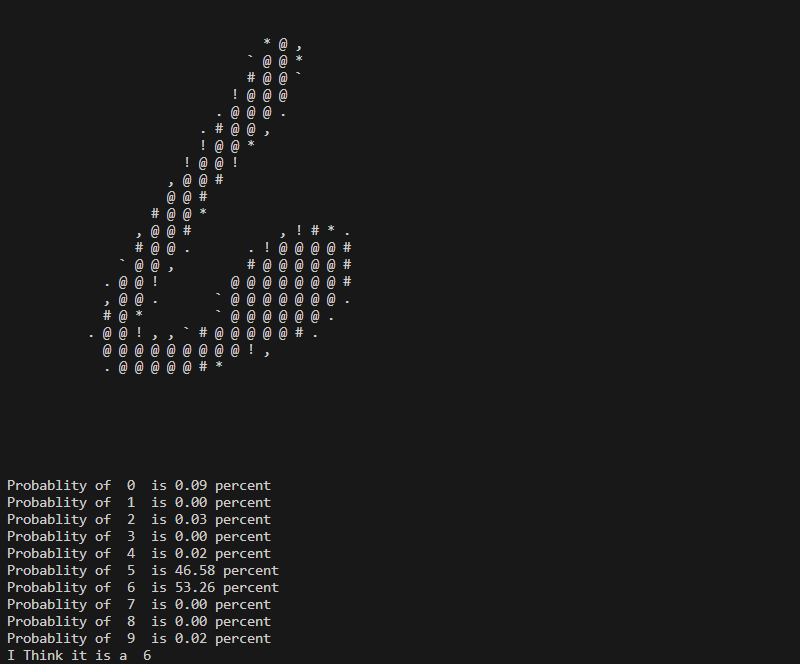 Probablity of  0  is 0.09 percent
Probablity of  1  is 0.00 percent
Probablity of  2  is 0.03 percent
Probablity of  3  is 0.00 percent
Probablity of  4  is 0.02 percent
Probablity of  5  is 46.58 percent
Probablity of  6  is 53.26 percent
Probablity of  7  is 0.00 percent
Probablity of  8  is 0.00 percent
Probablity of  9  is 0.02 percent
I Think it is a  6